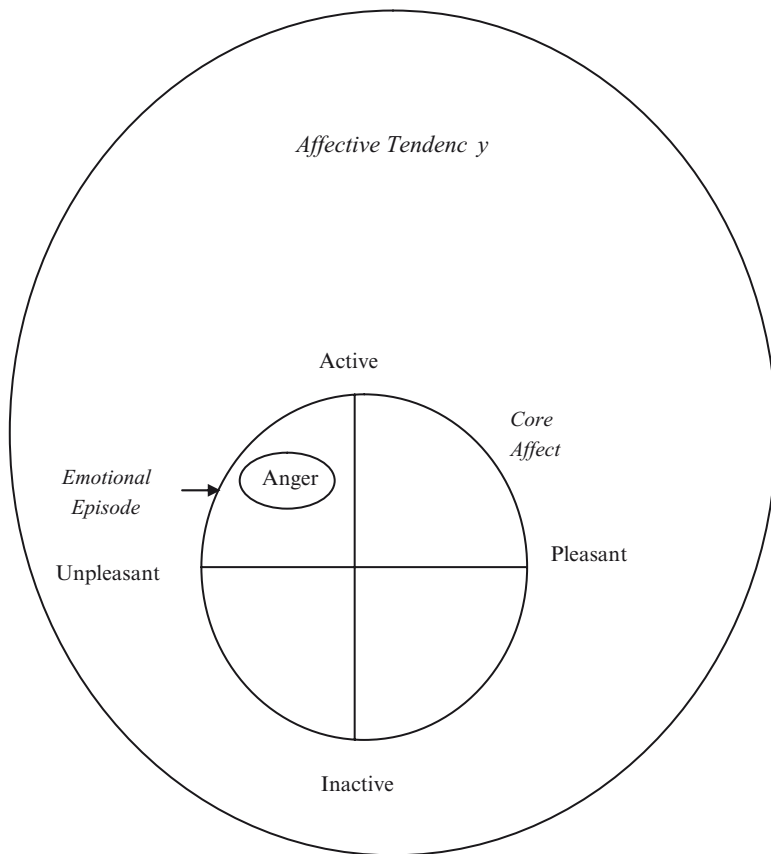 Affective Tendenc y
Active
Core
Affect
Anger
Emotional
Episode
Pleasant
Unpleasant
Inactive